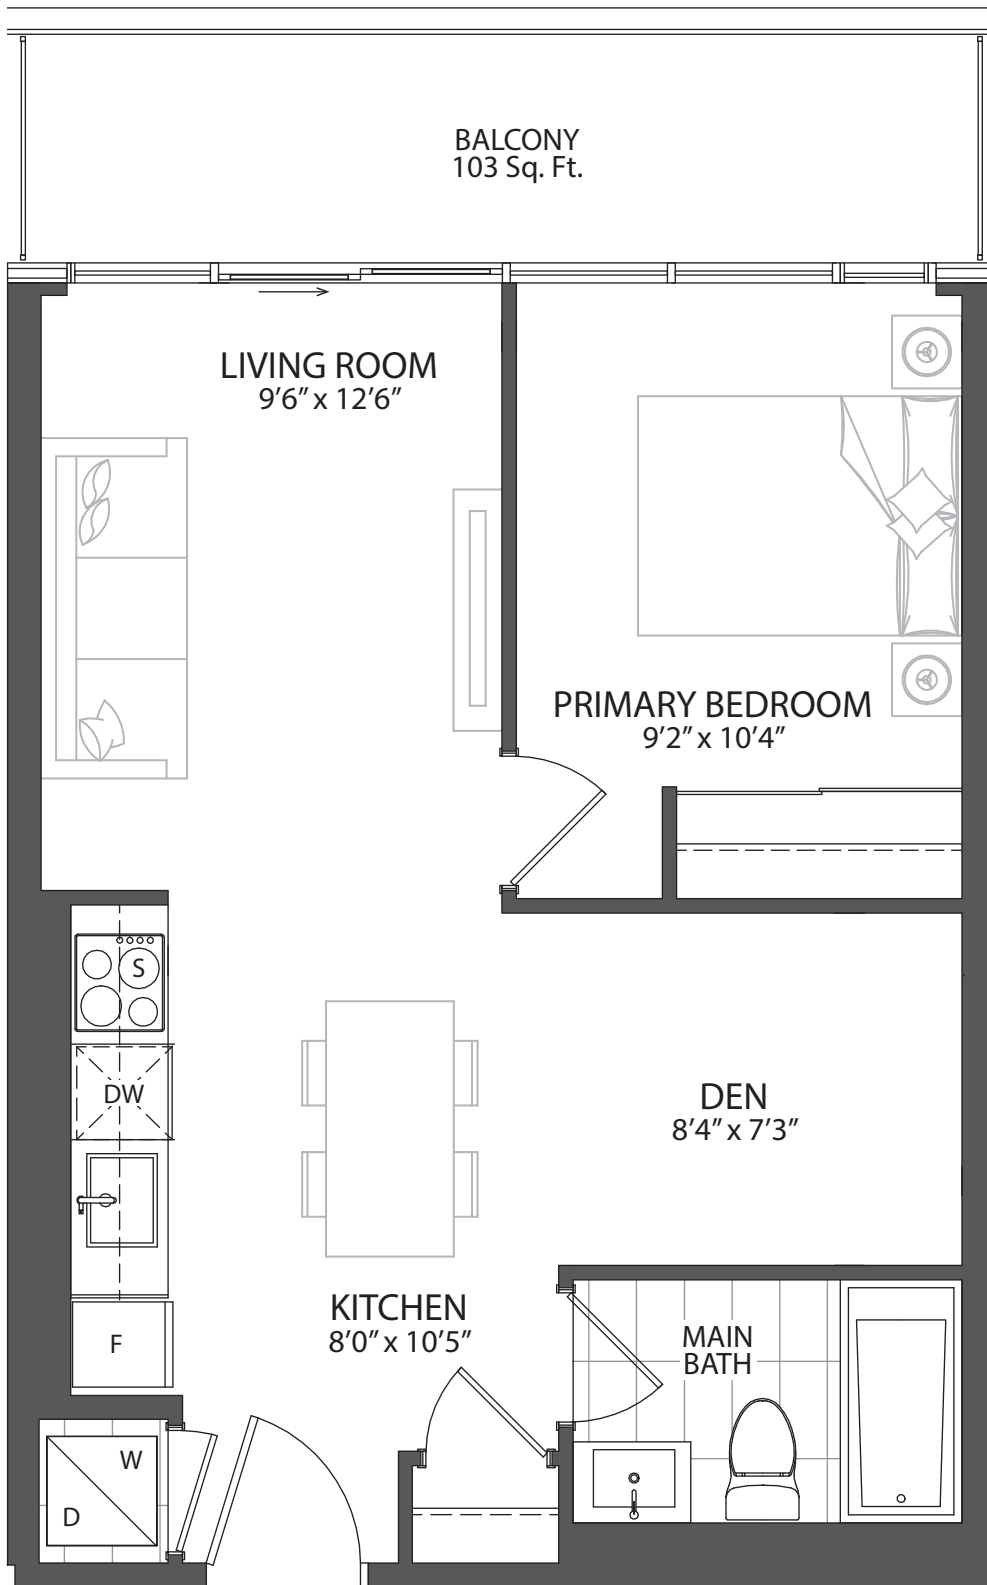 BALCONY
103 Sq. Ft.
LIVING ROOM
9’6” x 12’6”
PRIMARY BEDROOM
9’2” x 10’4”
S
DW
DEN
8’4” x 7’3”
KITCHEN
8’0” x 10’5”
F
MAIN
BATH
W
D